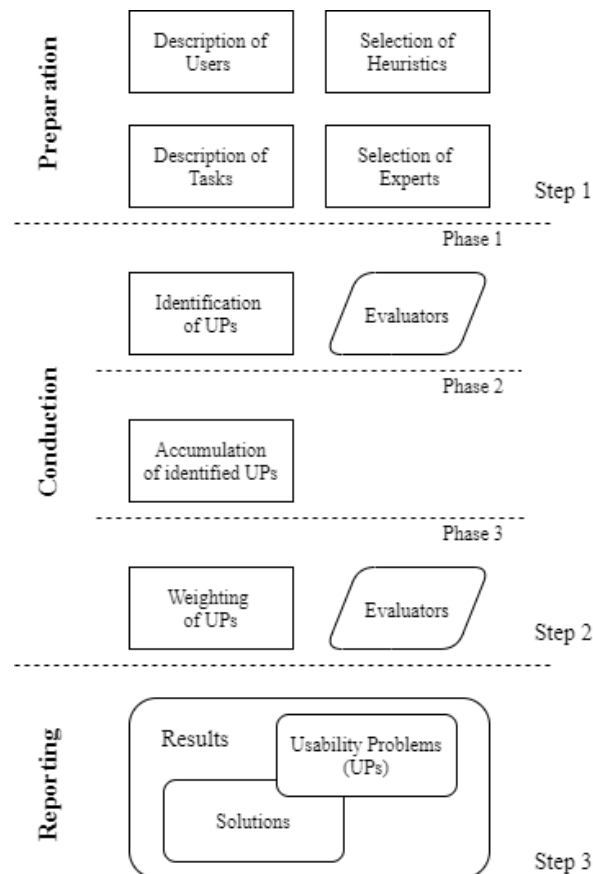 Preparation
Description of
Users
Selection of
Heuristics
Description of
Tasks
Selection of
Experts
Step 1
Conduction
Phase 1
Identification
of UPs
Evaluators
Phase 2
Accumulation
of identified UPs
Phase 3
Weighting
of UPs
Evaluators
Step 2
Reporting
Results
Usability Problems
(UPs)
Solutions
Step 3